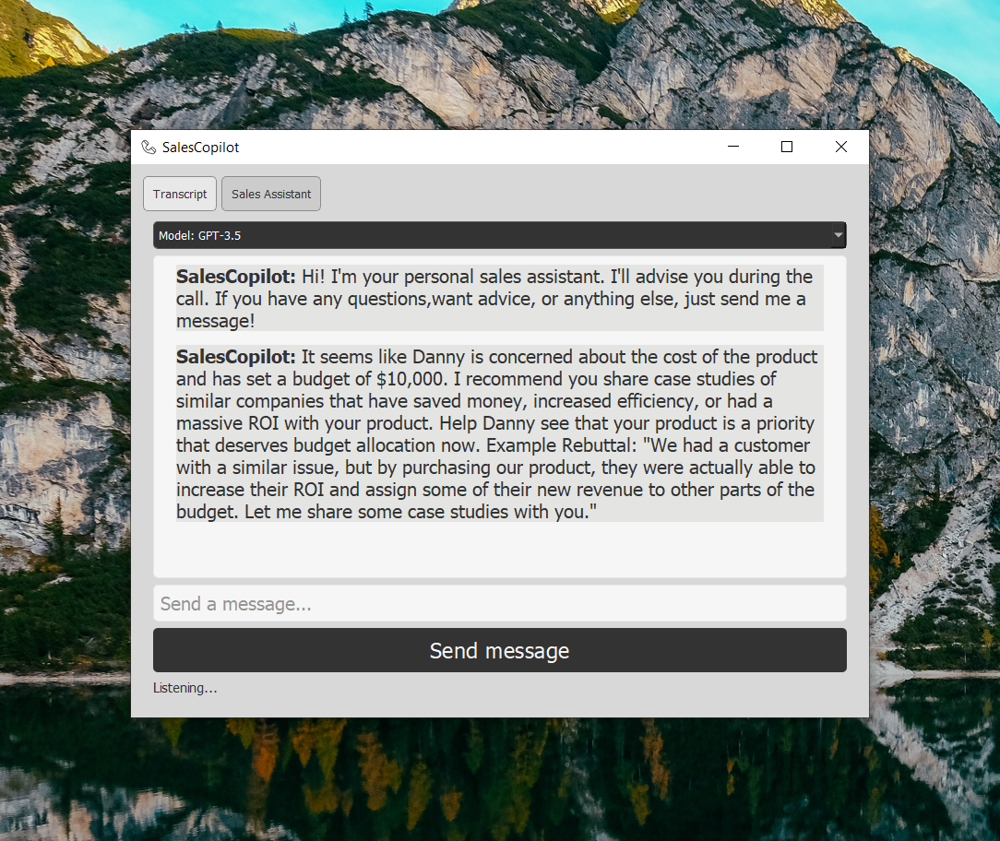 SalesCopilot
Transcript
Sales Assistant
Model: GPT-3.5
SalesCopilot: Hi! I'm your personal sales assistant. I'll advise you during the
call. If you have any questions,want advice, or anything else, just send me a
message!
SalesCopilot: It seems like Danny is concerned about the cost of the product
and has set a budget of $10,000. I recommend you share case studies of
similar companies that have saved money, increased efficiency, or had a
massive ROI with your product. Help Danny see that your product is a priority
that deserves budget allocation now. Example Rebuttal: "We had a customer
with a similar issue, but by purchasing our product, they were actually able to
increase their ROI and assign some of their new revenue to other parts of the
budget. Let me share some case studies with you."
Send a message...
Send message
Listening...